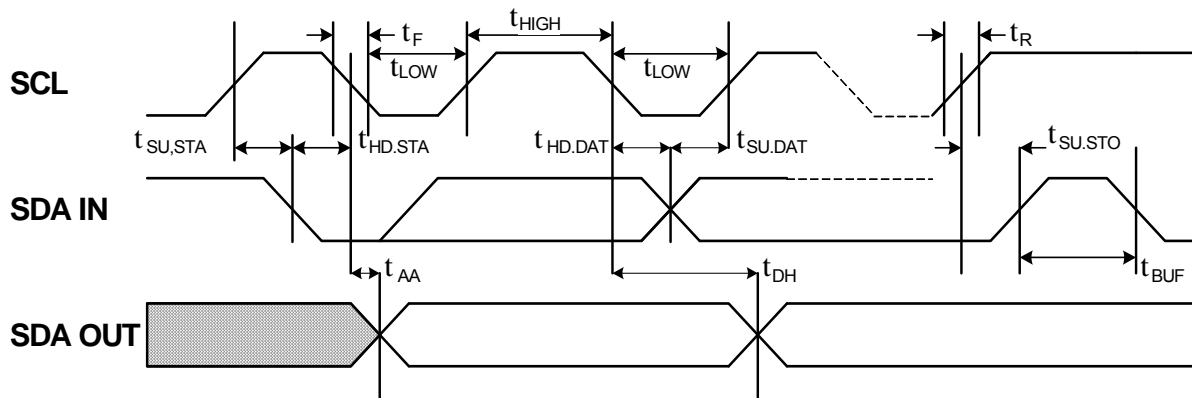 tF
tHIGH
tR
tLOW
tLOW
SCL
tSU,STA
tHD.STA
tHD.DAT
tSU.DAT
tSU.STO
SDA IN
tAA
tDH
tBUF
SDA OUT